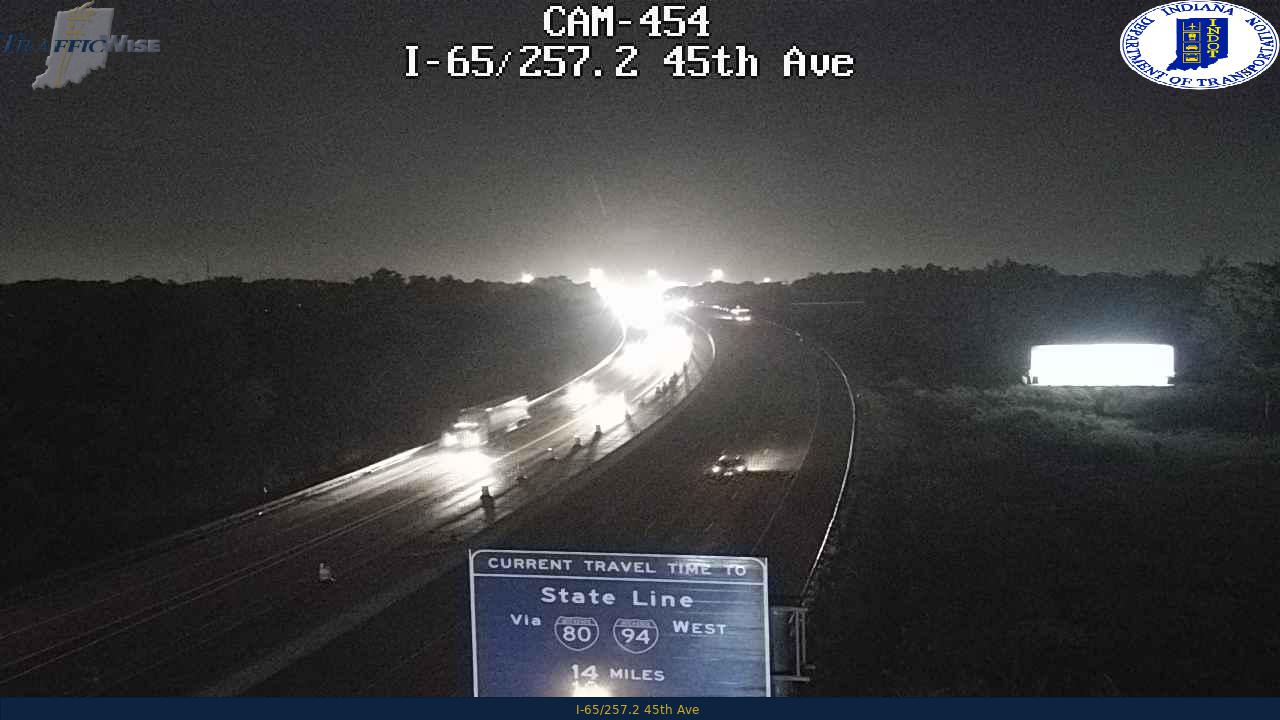 CAM-454
I-65/257.2 45th Ave
TRAFFICWISE
INDIANA
DEPARTMENT OF TRANSPORTATION
INDOT
CURRENT TRAVEL TIME TO
State Line
Via 80 94 WEST
14 MILES
I-65/257.2 45th Ave